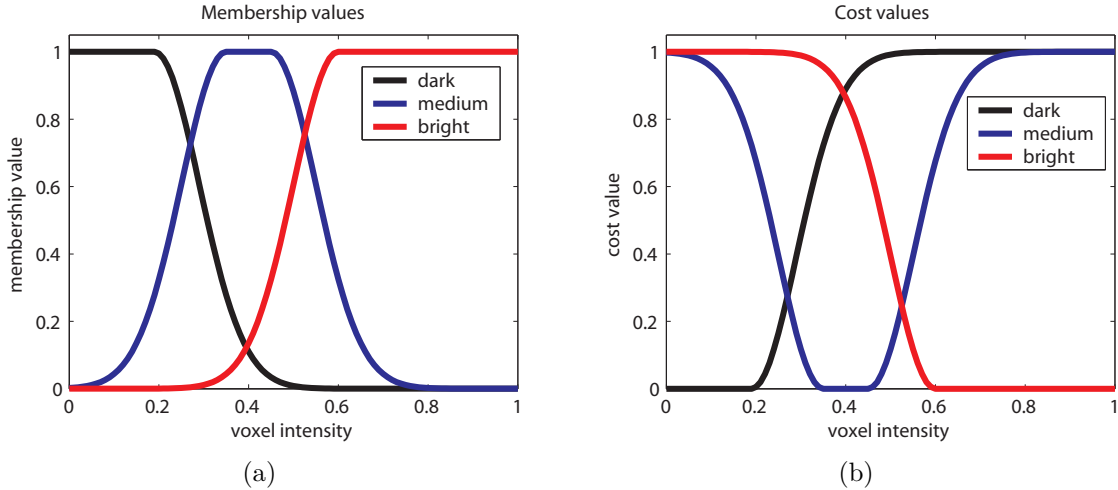 Membership values
1
0.8
0.6
0.4
0.2
0
membership value
dark
medium
bright
0 0.2 0.4 0.6 0.8 1
voxel intensity
(a)
Cost values
1
0.8
0.6
0.4
0.2
0
cost value
dark
medium
bright
0 0.2 0.4 0.6 0.8 1
voxel intensity
(b)